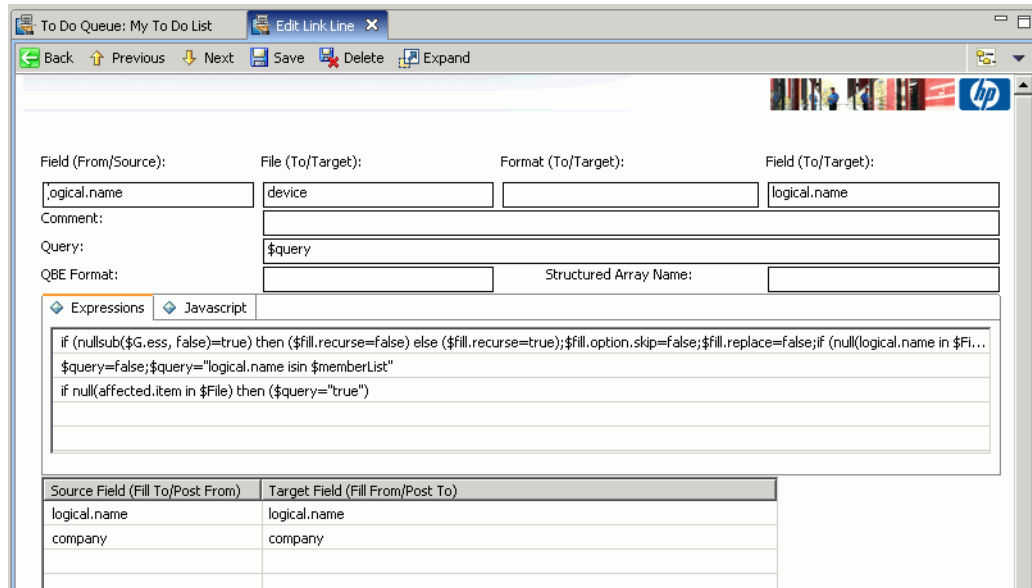 To Do Queue: My To Do List Edit Link Line X
Back Previous Next Save Delete Expand
hp
Field (From/Source): File (To/Target): Format (To/Target): Field (To/Target):
logical.name device logical.name
Comment:
Query: $query
QBE Format: Structured Array Name:
Expressions Javascript
if (nullsub($G.ess, false)=true) then ($fill.recurse=false) else ($fill.recurse=true);$fill.option.skip=false;$fill.replace=false;if (null(logical.name in $Fi...
$query=false;$query="logical.name isin $memberList"
if null(affected.item in $File) then ($query="true")
Source Field (Fill To/Post From) Target Field (Fill From/Post To)
logical.name logical.name
company company